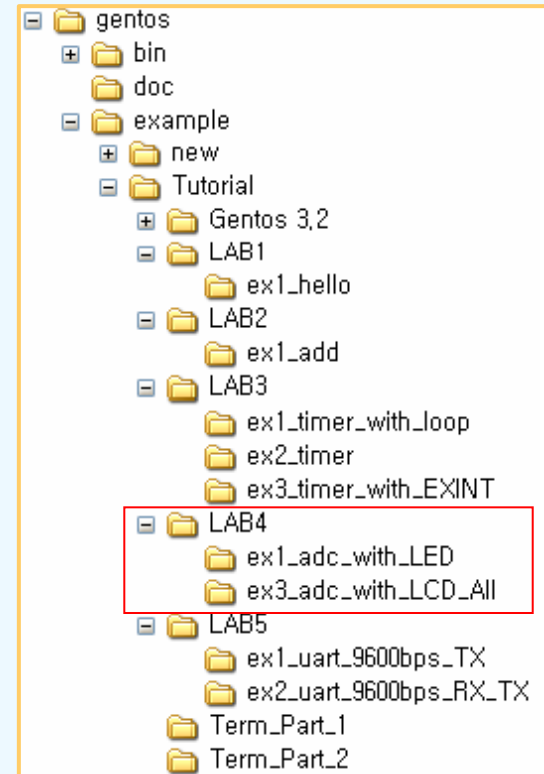 gentos
bin
doc
example
new
Tutorial
Gentos 3,2
LAB1
ex1_hello
LAB2
ex1_add
LAB3
ex1_timer_with_loop
ex2_timer
ex3_timer_with_EXINT
LAB4
ex1_adc_with_LED
ex3_adc_with_LCD_All
LAB5
ex1_uart_9600bps_TX
ex2_uart_9600bps_RX_TX
Term_Part_1
Term_Part_2